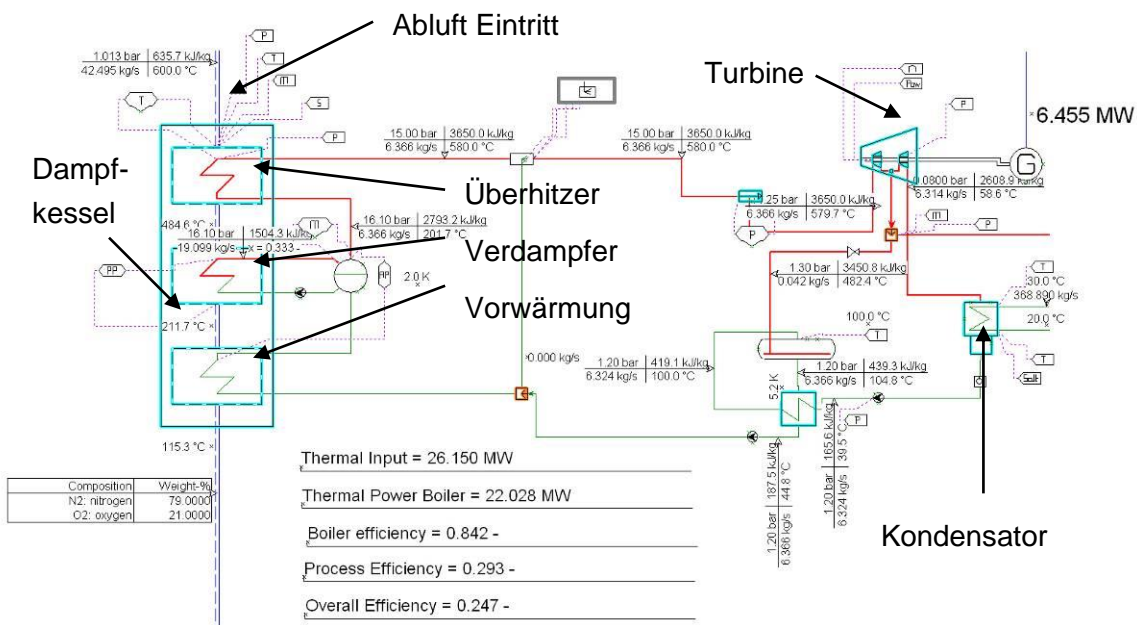 Abluft Eintritt
P
T
m
S
P
T
1.013 bar 635.7 kJ/kg
42.495 kg/s 600.0 °C
Turbine
n
Pow
P
6.455 MW
G
15.00 bar 3650.0 kJ/kg
6.366 kg/s 580.0 °C
15.00 bar 3650.0 kJ/kg
6.366 kg/s 580.0 °C
Dampf-
kessel
Überhitzer
0.0800 bar 2608.9
6.314 kg/s 58.6 °C
.25 bar 3650.0 kJ/kg
6.366 kg/s 579.7 °C
P
m
P
484.6 °C
16.10 bar 2793.2 kJ/kg
6.366 kg/s 201.7 °C
16.10 bar 1504.3 kJ/kg
19.099 kg/s x = 0.333 -
m
Verdampfer
PP
AP
2.0 K
Vorwärmung
211.7 °C
1.30 bar 3450.8 kJ/kg
0.042 kg/s 482.4 °C
T
30.0 °C
368.890 kg/s
20.0 °C
100.0 °C
T
T
0.000 kg/s
1.20 bar 419.1 kJ/kg
6.324 kg/s 100.0 °C
1.20 bar 439.3 kJ/kg
6.366 kg/s 104.8 °C
5.2 K
P
115.3 °C
1.20 bar 187.5 kJ/kg
6.366 kg/s 44.8 °C
1.20 bar 165.6 kJ/kg
6.324 kg/s 39.5 °C
Kondensator
Composition Weight-%
N2: nitrogen 79.0000
O2: oxygen 21.0000
Thermal Input = 26.150 MW
Thermal Power Boiler = 22.028 MW
Boiler efficiency = 0.842 -
Process Efficiency = 0.293 -
Overall Efficiency = 0.247 -